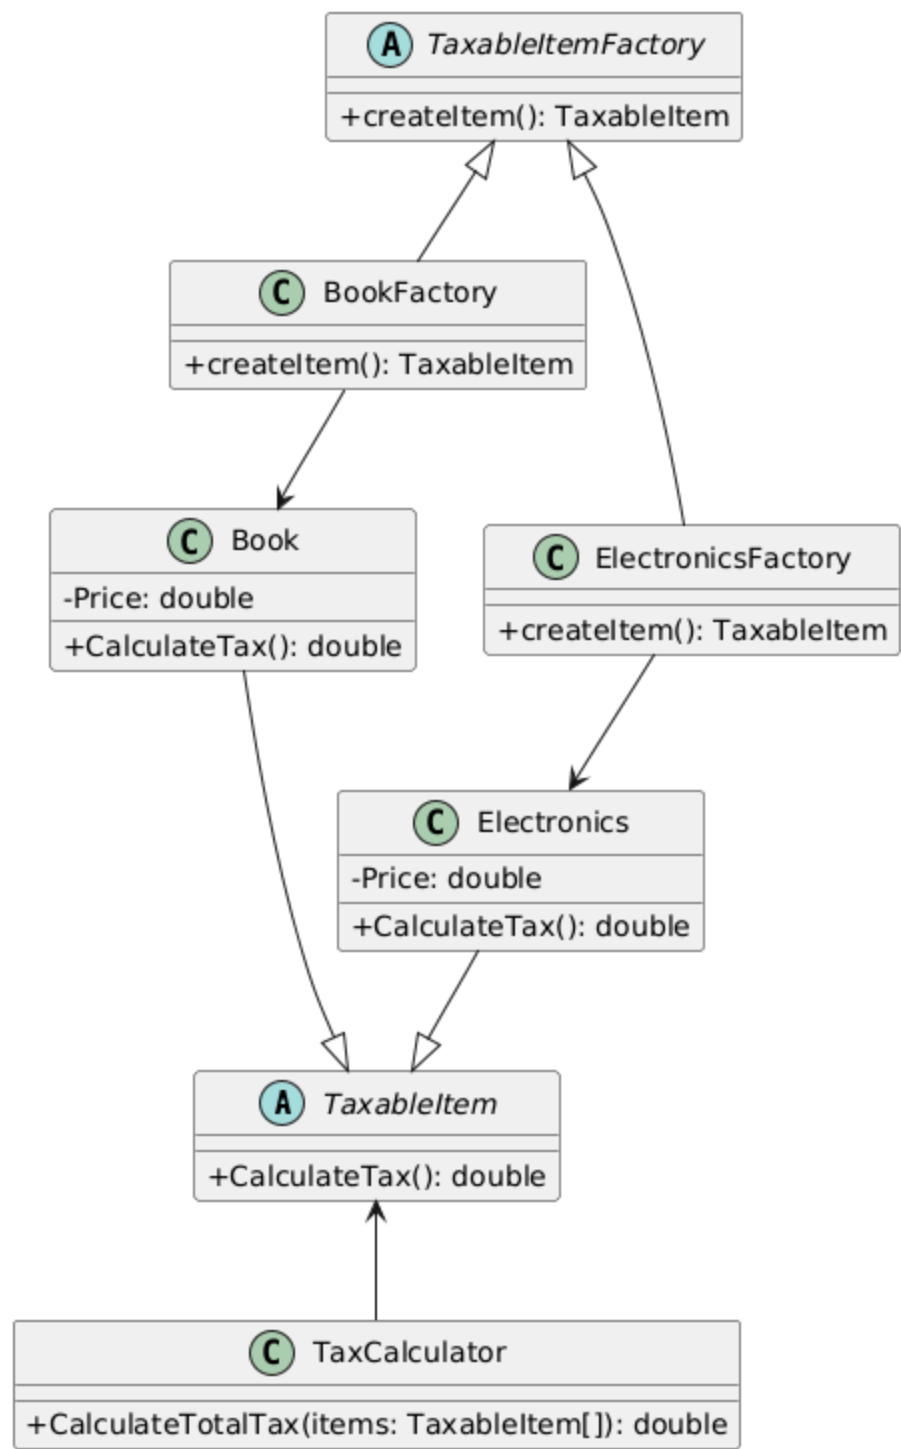 A TaxableItemFactory
+createItem(): TaxableItem
C BookFactory
+createItem(): TaxableItem
C Book
-Price: double
+CalculateTax(): double
C ElectronicsFactory
+createItem(): TaxableItem
C Electronics
-Price: double
+CalculateTax(): double
A TaxableItem
+CalculateTax(): double
C TaxCalculator
+CalculateTotalTax(items: TaxableItem[]): double